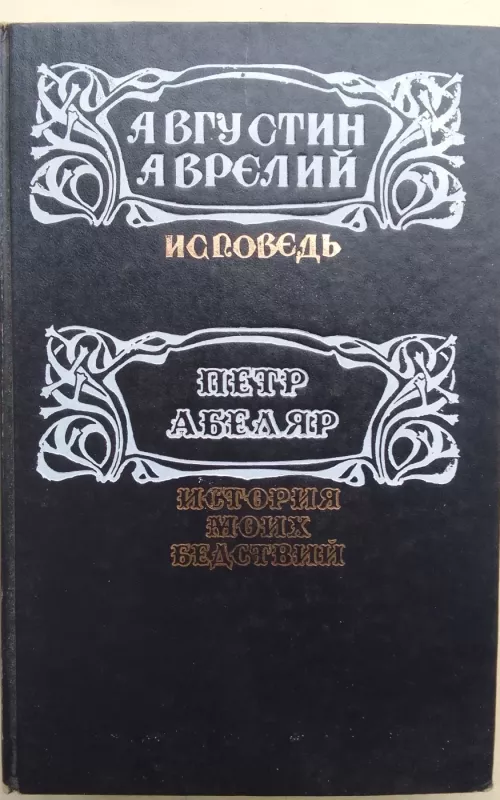 АВГУСТИН
АВРЕЛИЙ
ИСПОВЕДЬ
ПЕТР
АБЕЛЯР
ИСТОРИЯ
МОИХ
БЕДСТВИЙ